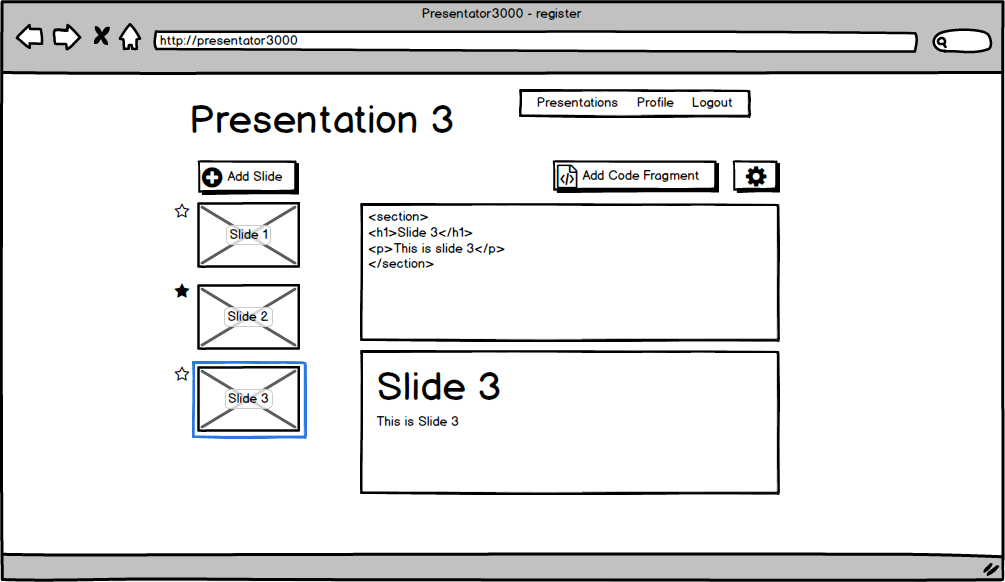 Presentator3000 - register
http://presentator3000
Presentations Profile Logout
Presentation 3
Add Slide
Add Code Fragment
Slide 1
Slide 2
Slide 3
<section>
<h1>Slide 3</h1>
<p>This is slide 3</p>
</section>
Slide 3
This is Slide 3